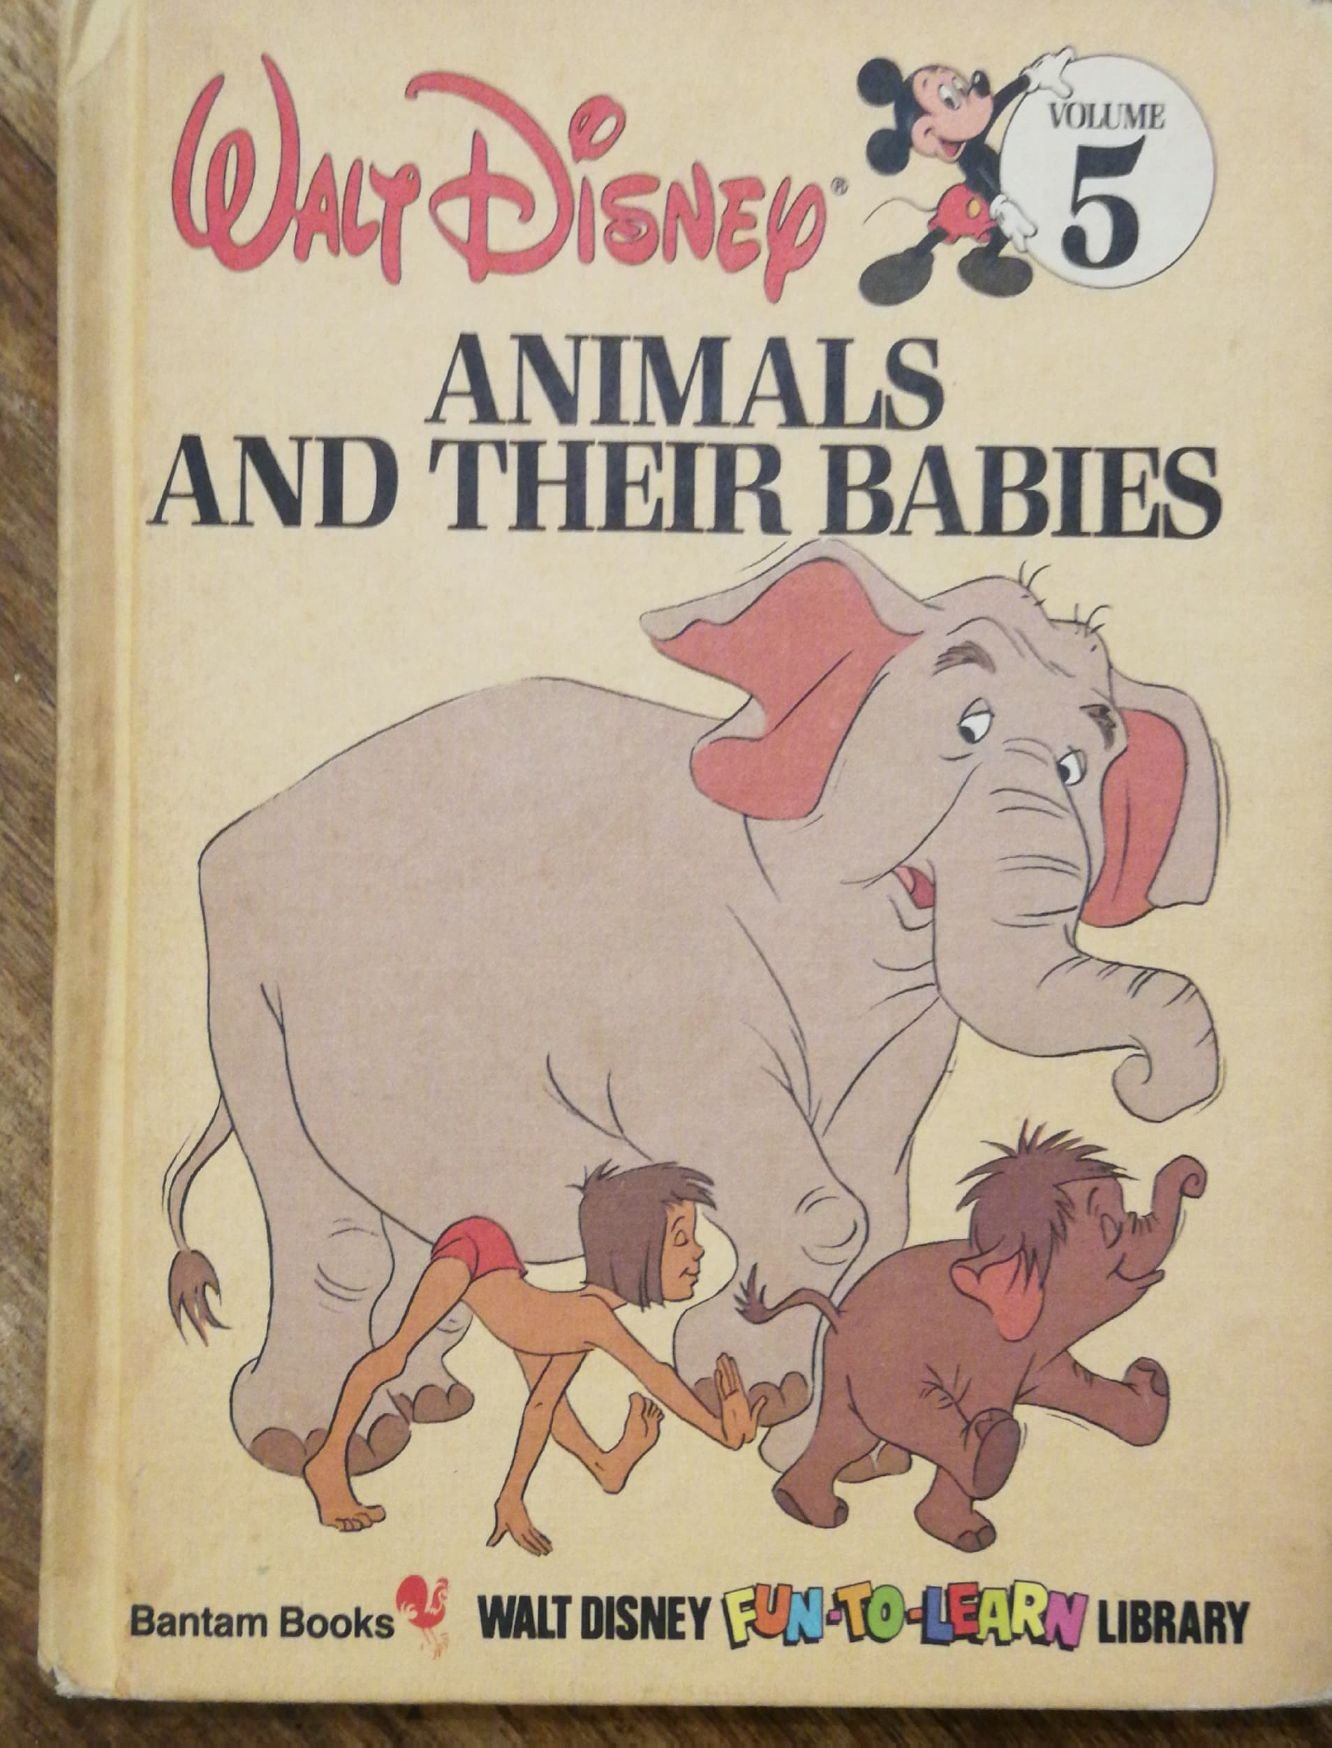 WALT DISNEY®
VOLUME
5
ANIMALS
AND THEIR BABIES
Bantam Books WALT DISNEY FUN-TO-LEARN LIBRARY